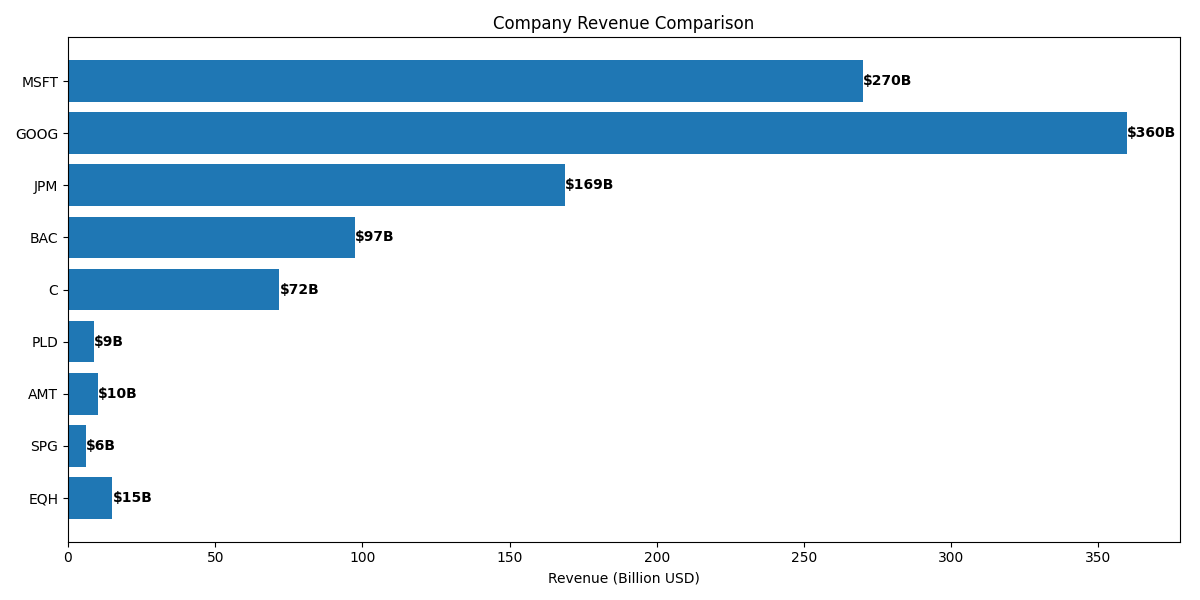 Company Revenue Comparison
MSFT $270B
GOOG $360B
JPM $169B
BAC $97B
C $72B
PLD $9B
AMT $10B
SPG $6B
EQH $15B
0 50 100 150 200 250 300 350
Revenue (Billion USD)